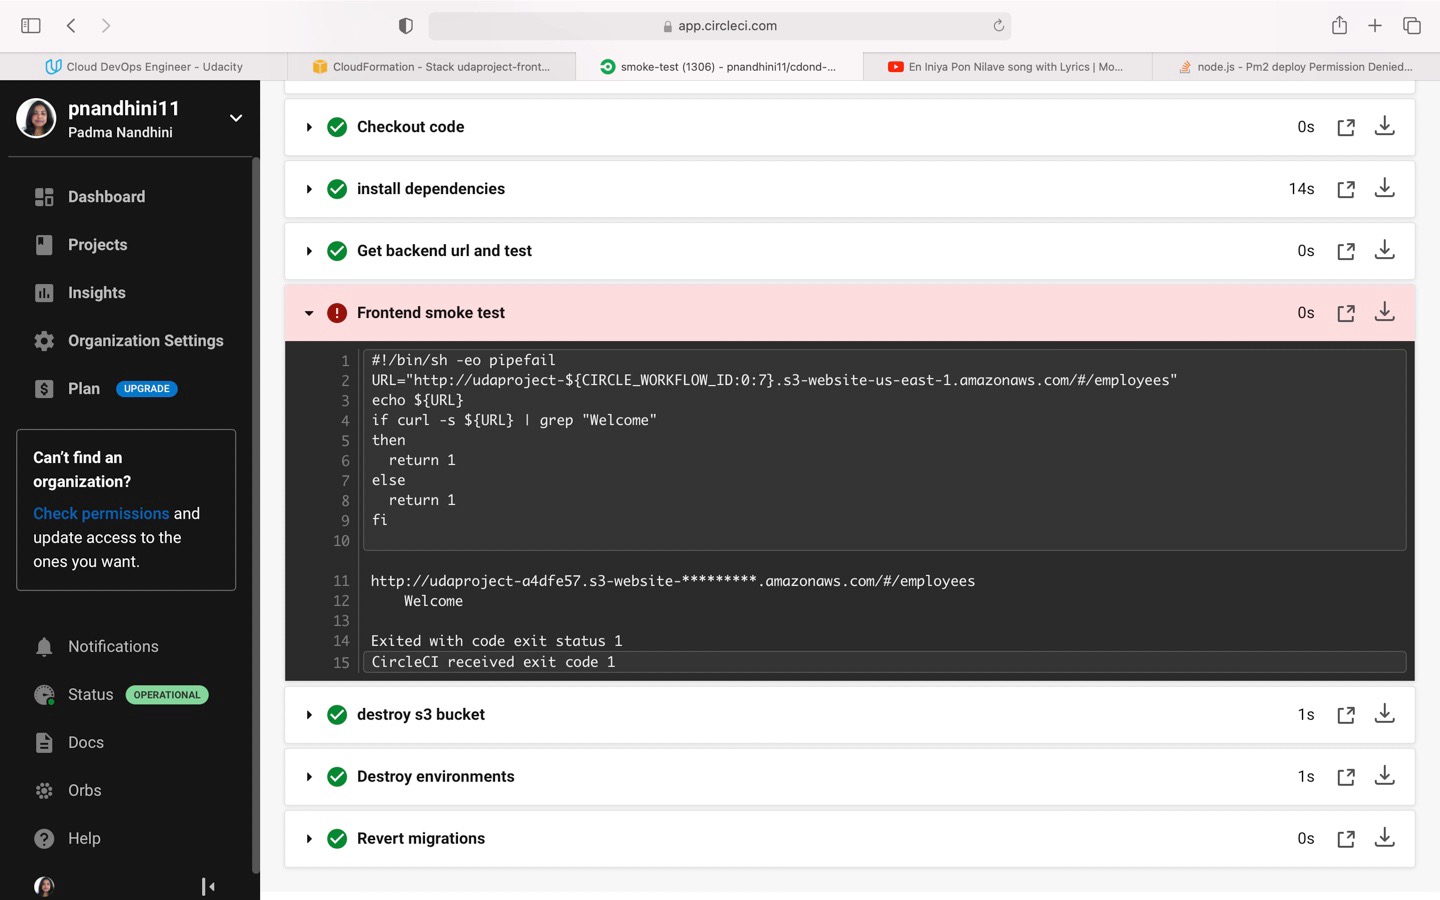 app.circleci.com
Cloud DevOps Engineer - Udacity
CloudFormation - Stack udaproject-front...
smoke-test (1306) - pnandhini11/cdond-...
En Iniya Pon Nilave song with Lyrics | Mo...
node.js - Pm2 deploy Permission Denied...
pnandhini11
Padma Nandhini
Dashboard
Projects
Insights
Organization Settings
Plan UPGRADE
Can't find an
organization?
Check permissions and
update access to the
ones you want.
Notifications
Status OPERATIONAL
Docs
Orbs
Help
Checkout code 0s
install dependencies 14s
Get backend url and test 0s
Frontend smoke test 0s
1 #!/bin/sh -eo pipefail
2 URL="http://udaproject-${CIRCLE_WORKFLOW_ID:0:7}.s3-website-us-east-1.amazonaws.com/#/employees"
3 echo ${URL}
4 if curl -s ${URL} | grep "Welcome"
5 then
6   return 1
7 else
8   return 1
9 fi
10
11 http://udaproject-a4dfe57.s3-website-*********.amazonaws.com/#/employees
12     Welcome
13
14 Exited with code exit status 1
15 CircleCI received exit code 1
destroy s3 bucket 1s
Destroy environments 1s
Revert migrations 0s